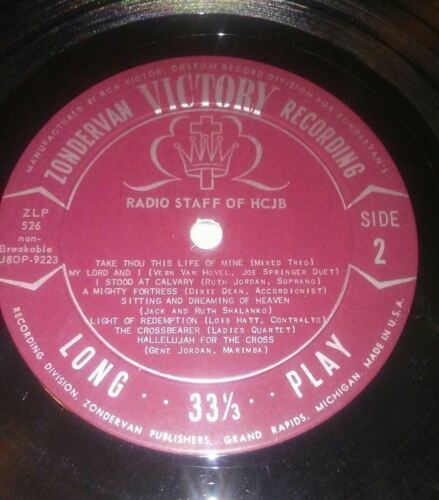 MANUFACTURED BY RCA VICTOR, CUSTOM RECORD DIVISION FOR ZONDERVAN'S
ZONDERVAN VICTORY RECORDING
RADIO STAFF OF HCJB
ZLP
526
non-
Breakable
J8OP-9223
SIDE
2
TAKE THOU THIS LIFE OF MINE (MIXED TRIO)
MY LORD AND I (VERN VAN HOVEL, JOE SPRINGER DUET)
I STOOD AT CALVARY (RUTH JORDAN, SOPRANO)
A MIGHTY FORTRESS (DIXIE DEAN, ACCORDIONIST)
SITTING AND DREAMING OF HEAVEN
(JACK AND RUTH SHALANKO)
LIGHT OF REDEMPTION (LOIS HATT, CONTRALTO)
THE CROSSBEARER (LADIES QUARTET)
HALLELUJAH FOR THE CROSS
(GENE JORDAN, MARIMBA)
LONG ·· 33⅓ ·· PLAY
RECORDING DIVISION, ZONDERVAN PUBLISHERS, GRAND RAPIDS, MICHIGAN. MADE IN U.S.A.